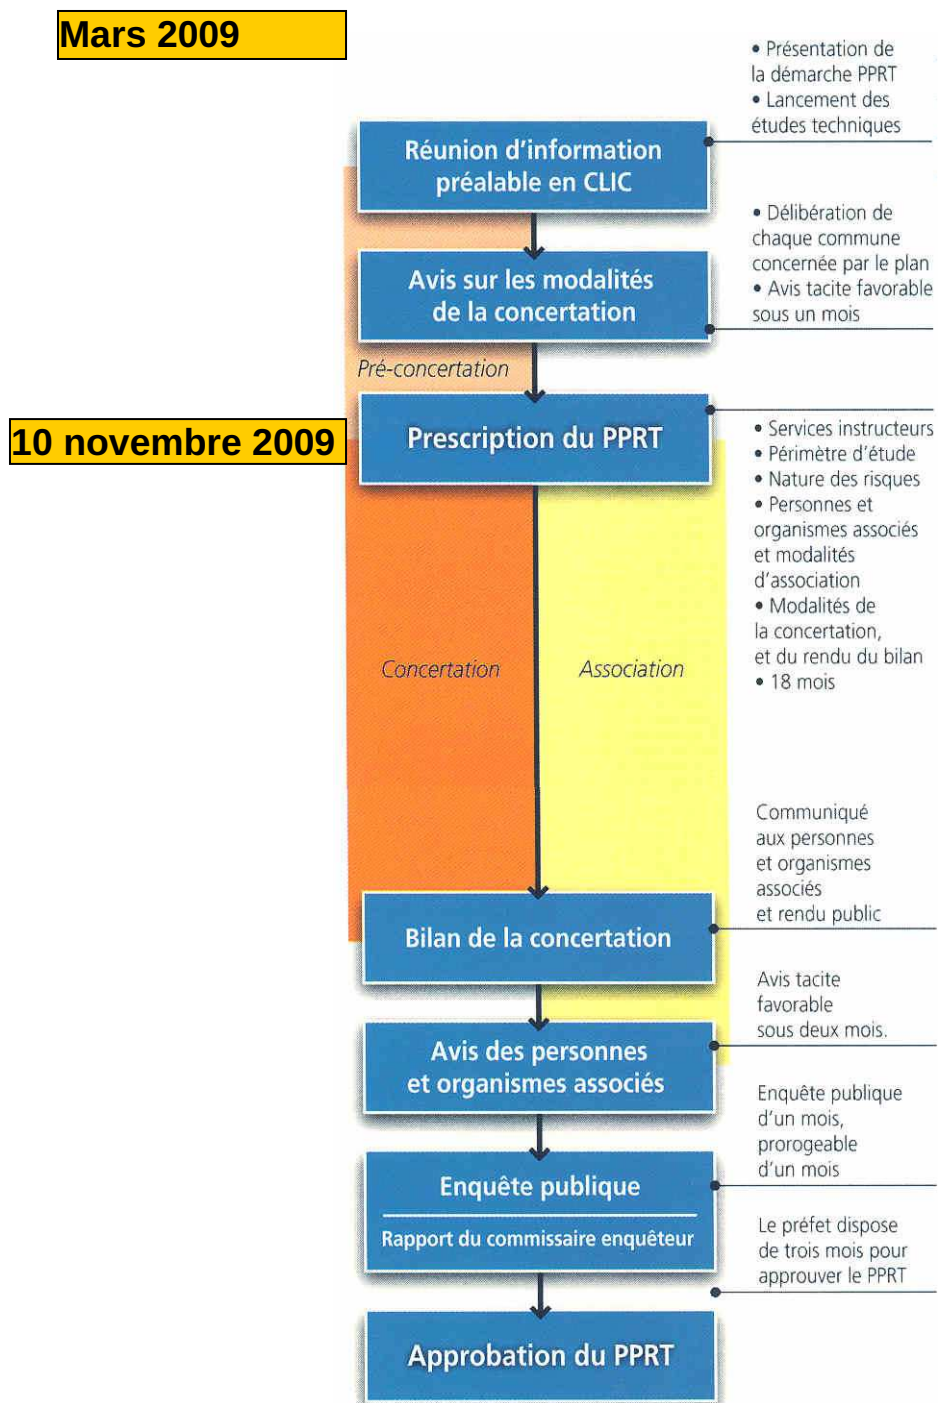 Mars 2009
• Présentation de
la démarche PPRT
• Lancement des
études techniques
Réunion d'information
préalable en CLIC
• Délibération de
chaque commune
concernée par le plan
• Avis tacite favorable
sous un mois
Avis sur les modalités
de la concertation
Pré-concertation
10 novembre 2009
Prescription du PPRT
• Services instructeurs
• Périmètre d'étude
• Nature des risques
• Personnes et
organismes associés
et modalités
d'association
• Modalités de
la concertation,
et du rendu du bilan
• 18 mois
Concertation
Association
Communiqué
aux personnes
et organismes
associés
et rendu public
Bilan de la concertation
Avis tacite
favorable
sous deux mois.
Avis des personnes
et organismes associés
Enquête publique
d'un mois,
prorogeable
d'un mois
Enquête publique
Rapport du commissaire enquêteur
Le préfet dispose
de trois mois pour
approuver le PPRT
Approbation du PPRT